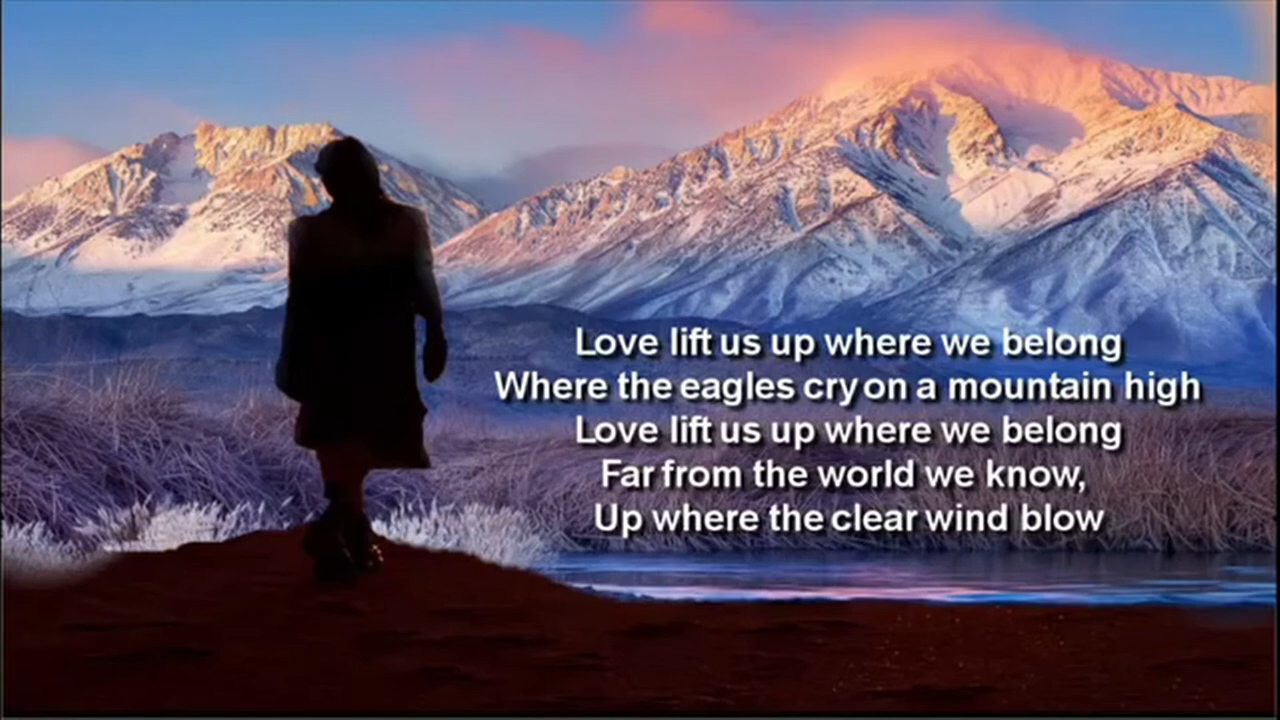 Love lift us up where we belong
Where the eagles cry on a mountain high
Love lift us up where we belong
Far from the world we know,
Up where the clear wind blow